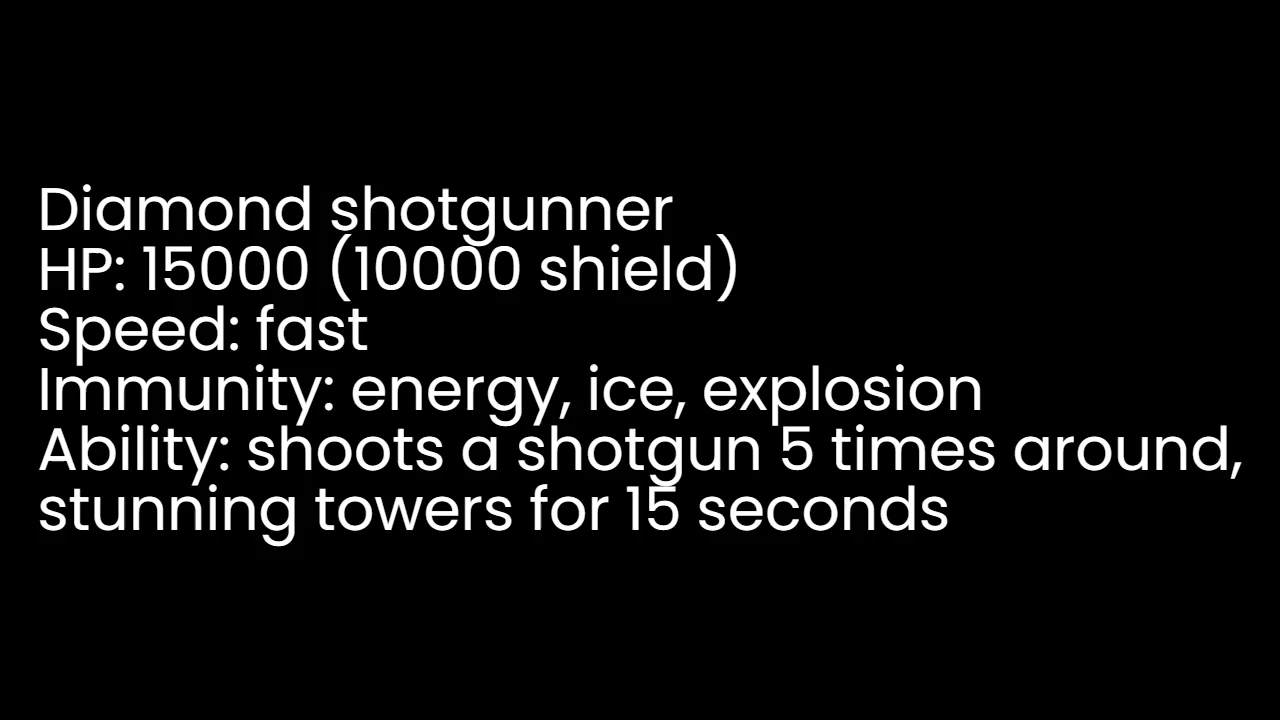 Diamond shotgunner
HP: 15000 (10000 shield)
Speed: fast
Immunity: energy, ice, explosion
Ability: shoots a shotgun 5 times around,
stunning towers for 15 seconds